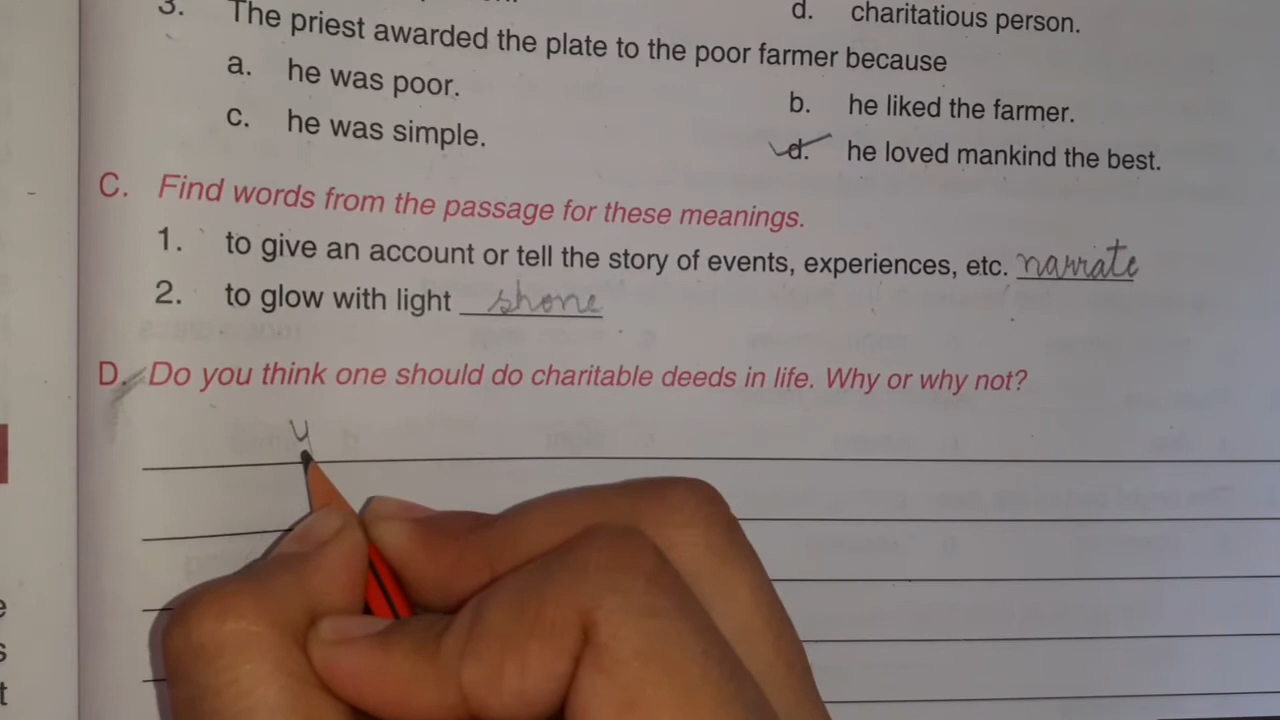 d. charitatious person.
3. The priest awarded the plate to the poor farmer because
a. he was poor.
b. he liked the farmer.
c. he was simple.
d. he loved mankind the best.
C. Find words from the passage for these meanings.
1. to give an account or tell the story of events, experiences, etc. narrate
2. to glow with light shone
D. Do you think one should do charitable deeds in life. Why or why not?
y
e
s
t